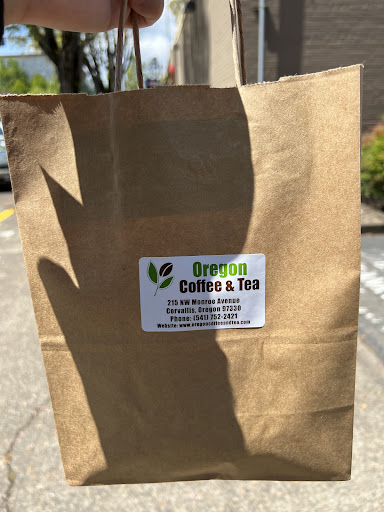 Oregon
Coffee & Tea
215 NW Monroe Avenue
Corvallis, Oregon 97330
Phone: (541) 752-2421
Website: www.oregoncoffeeandtea.com